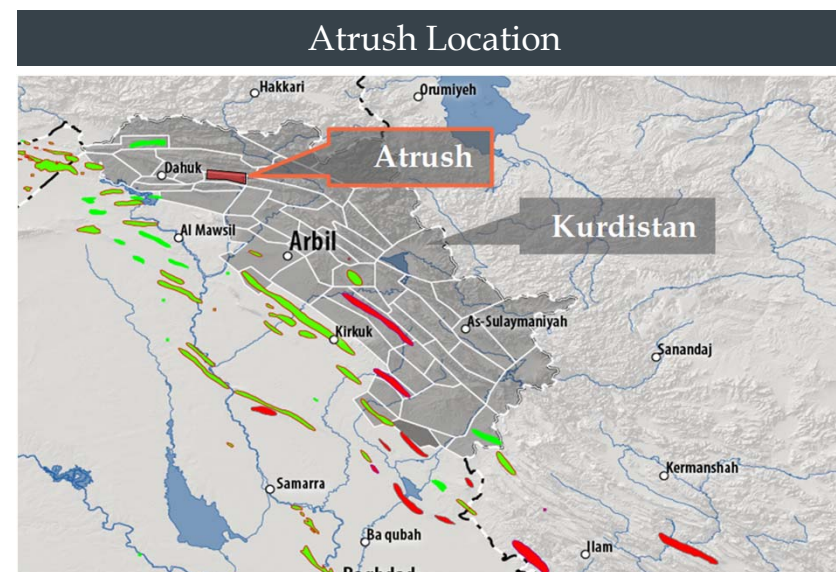 Atrush Location
Hakkari
Orumiyeh
Atrush
Dahuk
Kurdistan
Al Mawsil
Arbil
As-Sulaymaniyah
Kirkuk
Sanandaj
Kermanshah
Samarra
Ba qubah
Ilam
Baghdad